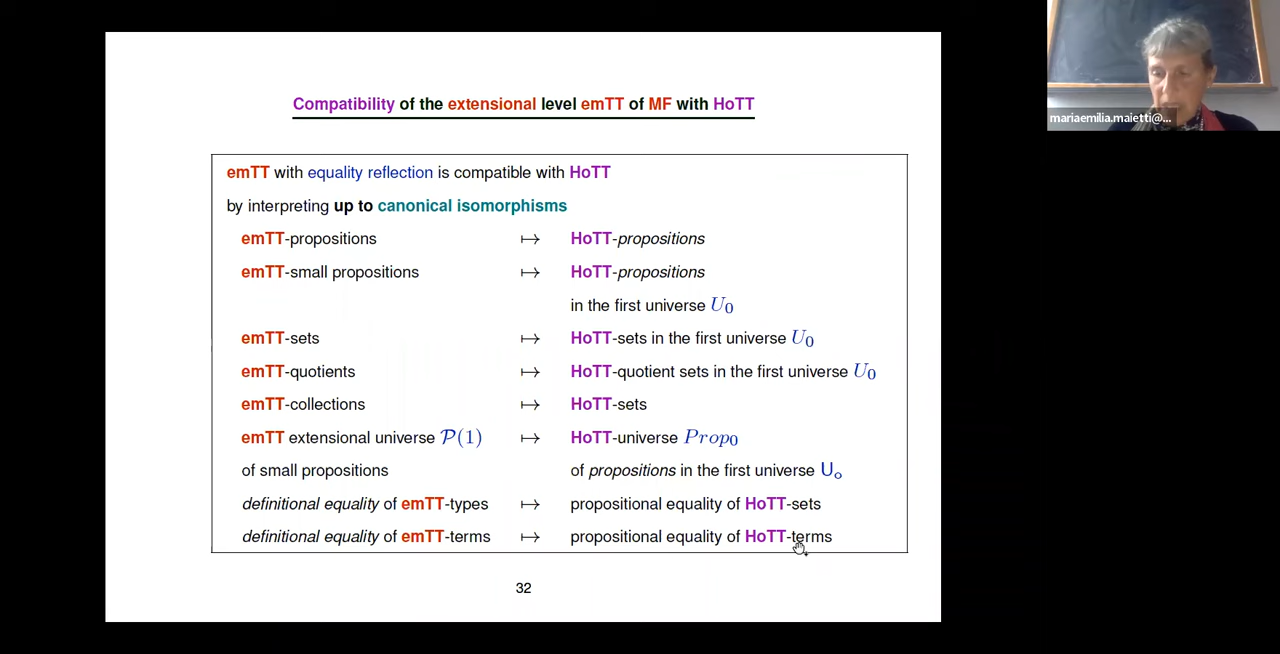 Compatibility of the extensional level emTT of MF with HoTT
mariaemilia.maietti@...
emTT with equality reflection is compatible with HoTT
by interpreting up to canonical isomorphisms
emTT-propositions ↦ HoTT-propositions
emTT-small propositions ↦ HoTT-propositions
in the first universe U₀
emTT-sets ↦ HoTT-sets in the first universe U₀
emTT-quotients ↦ HoTT-quotient sets in the first universe U₀
emTT-collections ↦ HoTT-sets
emTT extensional universe 𝒫(1) ↦ HoTT-universe Prop₀
of small propositions of propositions in the first universe Uₒ
definitional equality of emTT-types ↦ propositional equality of HoTT-sets
definitional equality of emTT-terms ↦ propositional equality of HoTT-terms
32